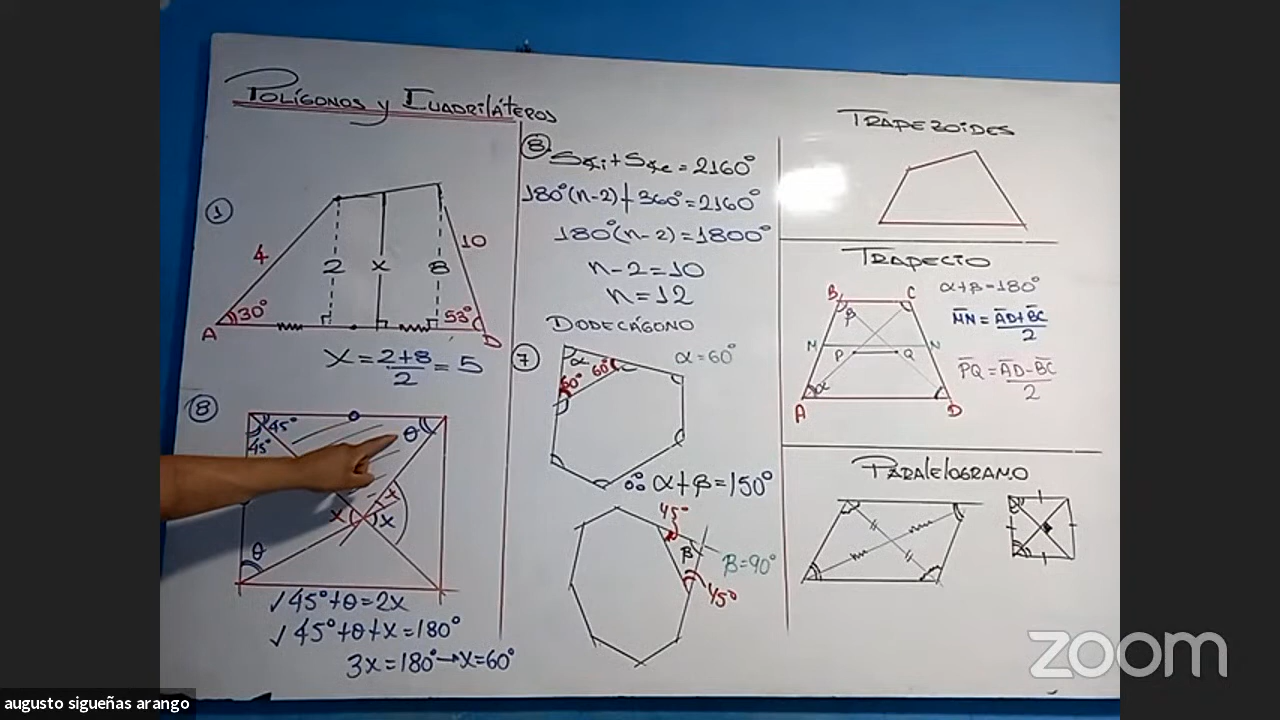 POLÍGONOS y CUADRILÁTEROS
1
4
10
2
x
8
A
30°
53°
D
X = 2+8/2 = 5
8
45°
45°
θ
x
x
x
θ
√ 45° + θ = 2x
√ 45° + θ + x = 180°
3x = 180° → x = 60°
8.
S∢i + S∢e = 2160°
180°(n-2) + 360° = 2160°
180°(n-2) = 1800°
n-2 = 10
n = 12
DODECÁGONO
7
α
60°
60°
α = 60°
∴ α + β = 150°
45°
β
β = 90°
45°
TRAPEZOIDES
TRAPECIO
B
C
α + β = 180°
β
M
N
P
Q
α
A
D
MN = AD + BC/2
PQ = AD - BC/2
PARALELOGRAMO
zoom
augusto sigueñas arango